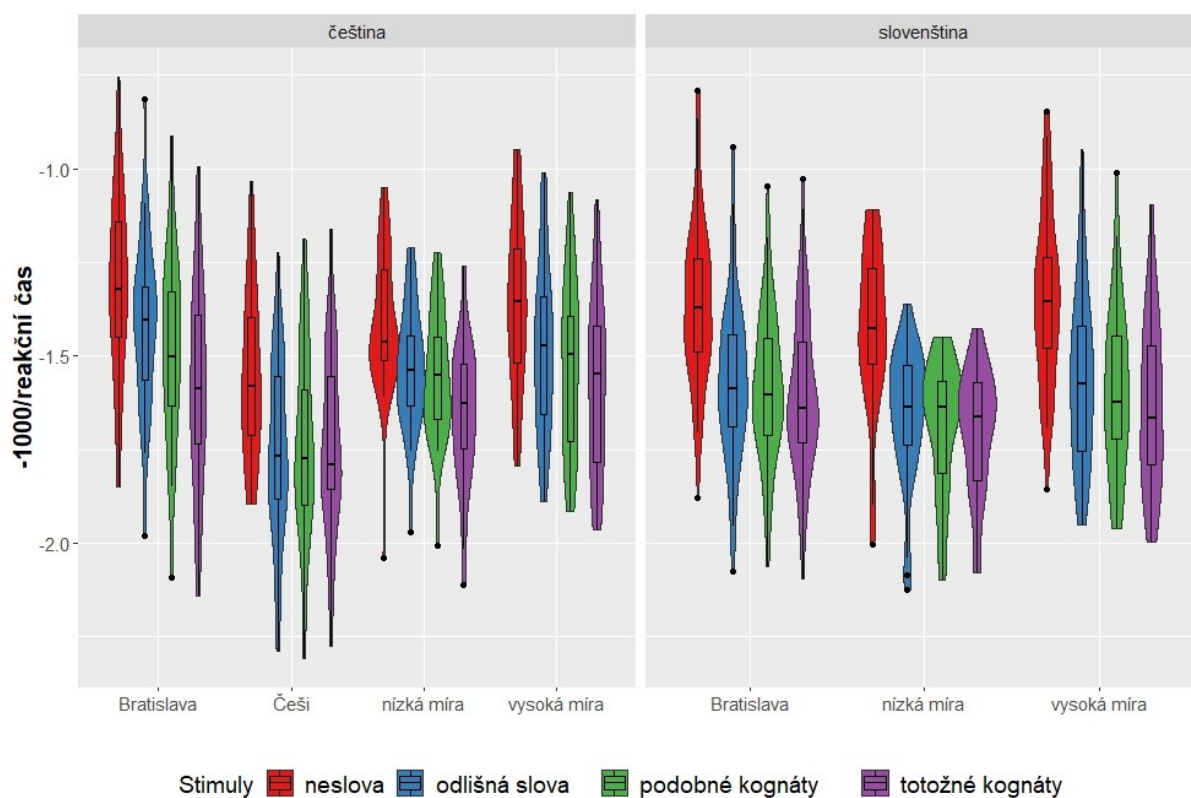 čeština slovenština
-1000/reakční čas
-1.0
-1.5
-2.0
Bratislava Češi nízká míra vysoká míra Bratislava nízká míra vysoká míra
Stimuly neslova odlišná slova podobné kognáty totožné kognáty